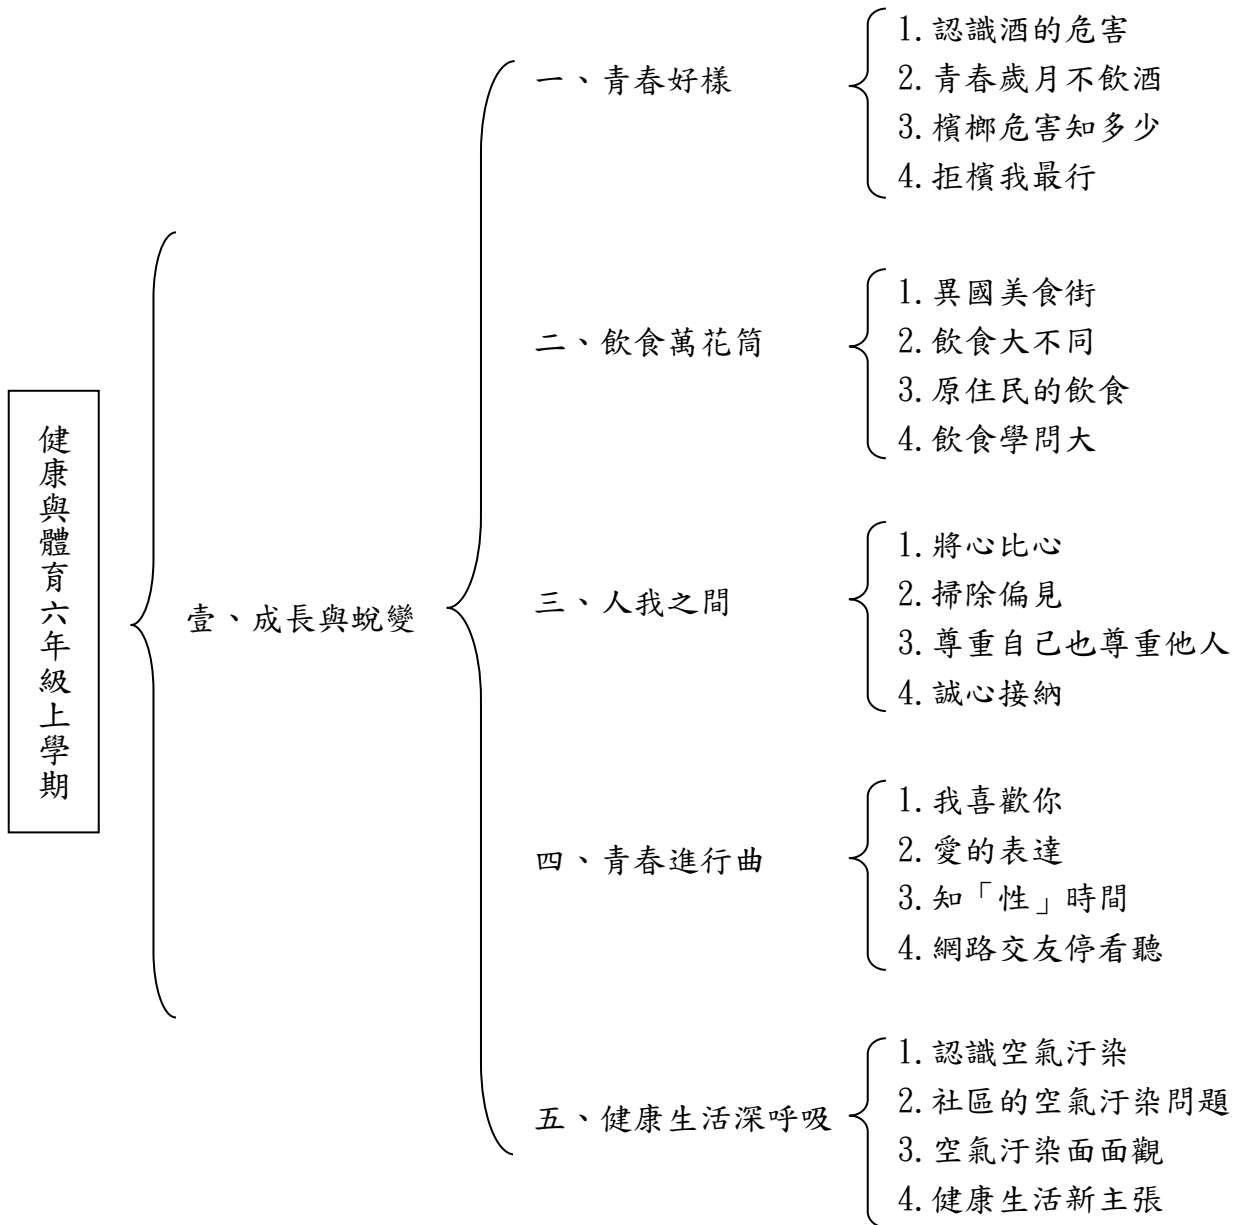 健康與體育六年級上學期
壹、成長與蛻變
一、青春好樣
1.認識酒的危害
2.青春歲月不飲酒
3.檳榔危害知多少
4.拒檳我最行
二、飲食萬花筒
1.異國美食街
2.飲食大不同
3.原住民的飲食
4.飲食學問大
三、人我之間
1.將心比心
2.掃除偏見
3.尊重自己也尊重他人
4.誠心接納
四、青春進行曲
1.我喜歡你
2.愛的表達
3.知「性」時間
4.網路交友停看聽
五、健康生活深呼吸
1.認識空氣汙染
2.社區的空氣汙染問題
3.空氣汙染面面觀
4.健康生活新主張